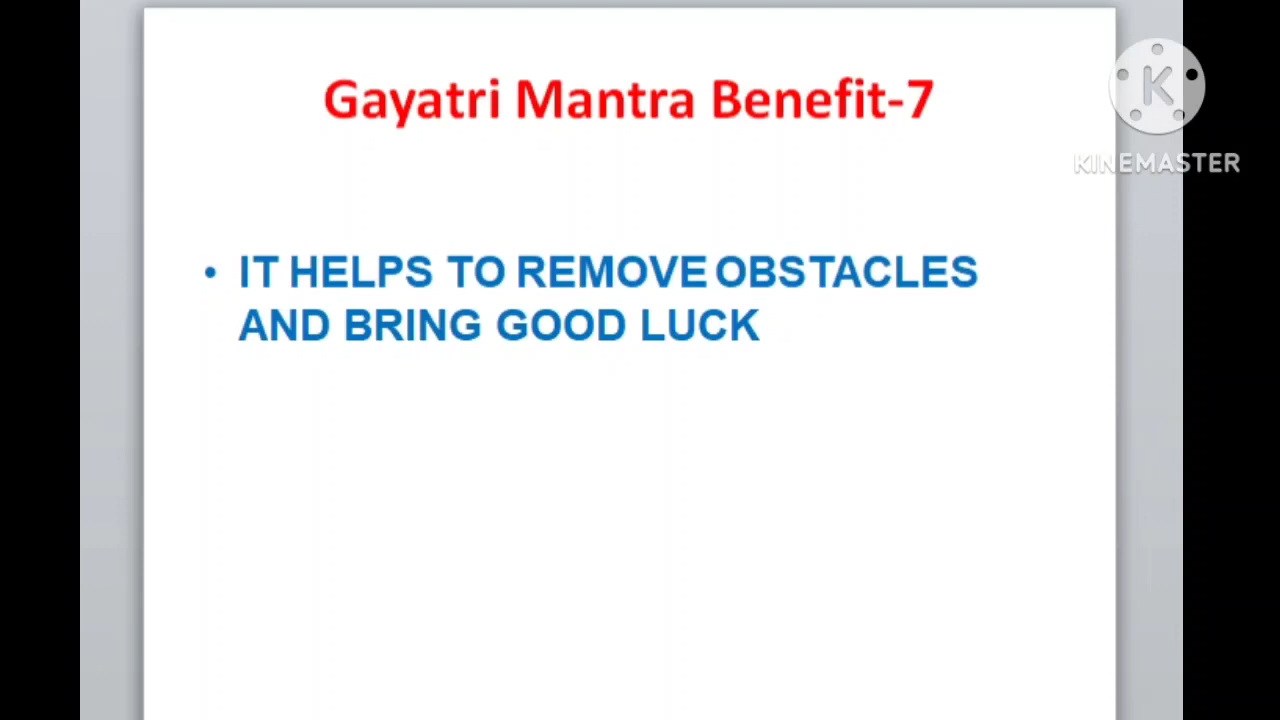 Gayatri Mantra Benefit-7
K
KINEMASTER
• IT HELPS TO REMOVE OBSTACLES
AND BRING GOOD LUCK